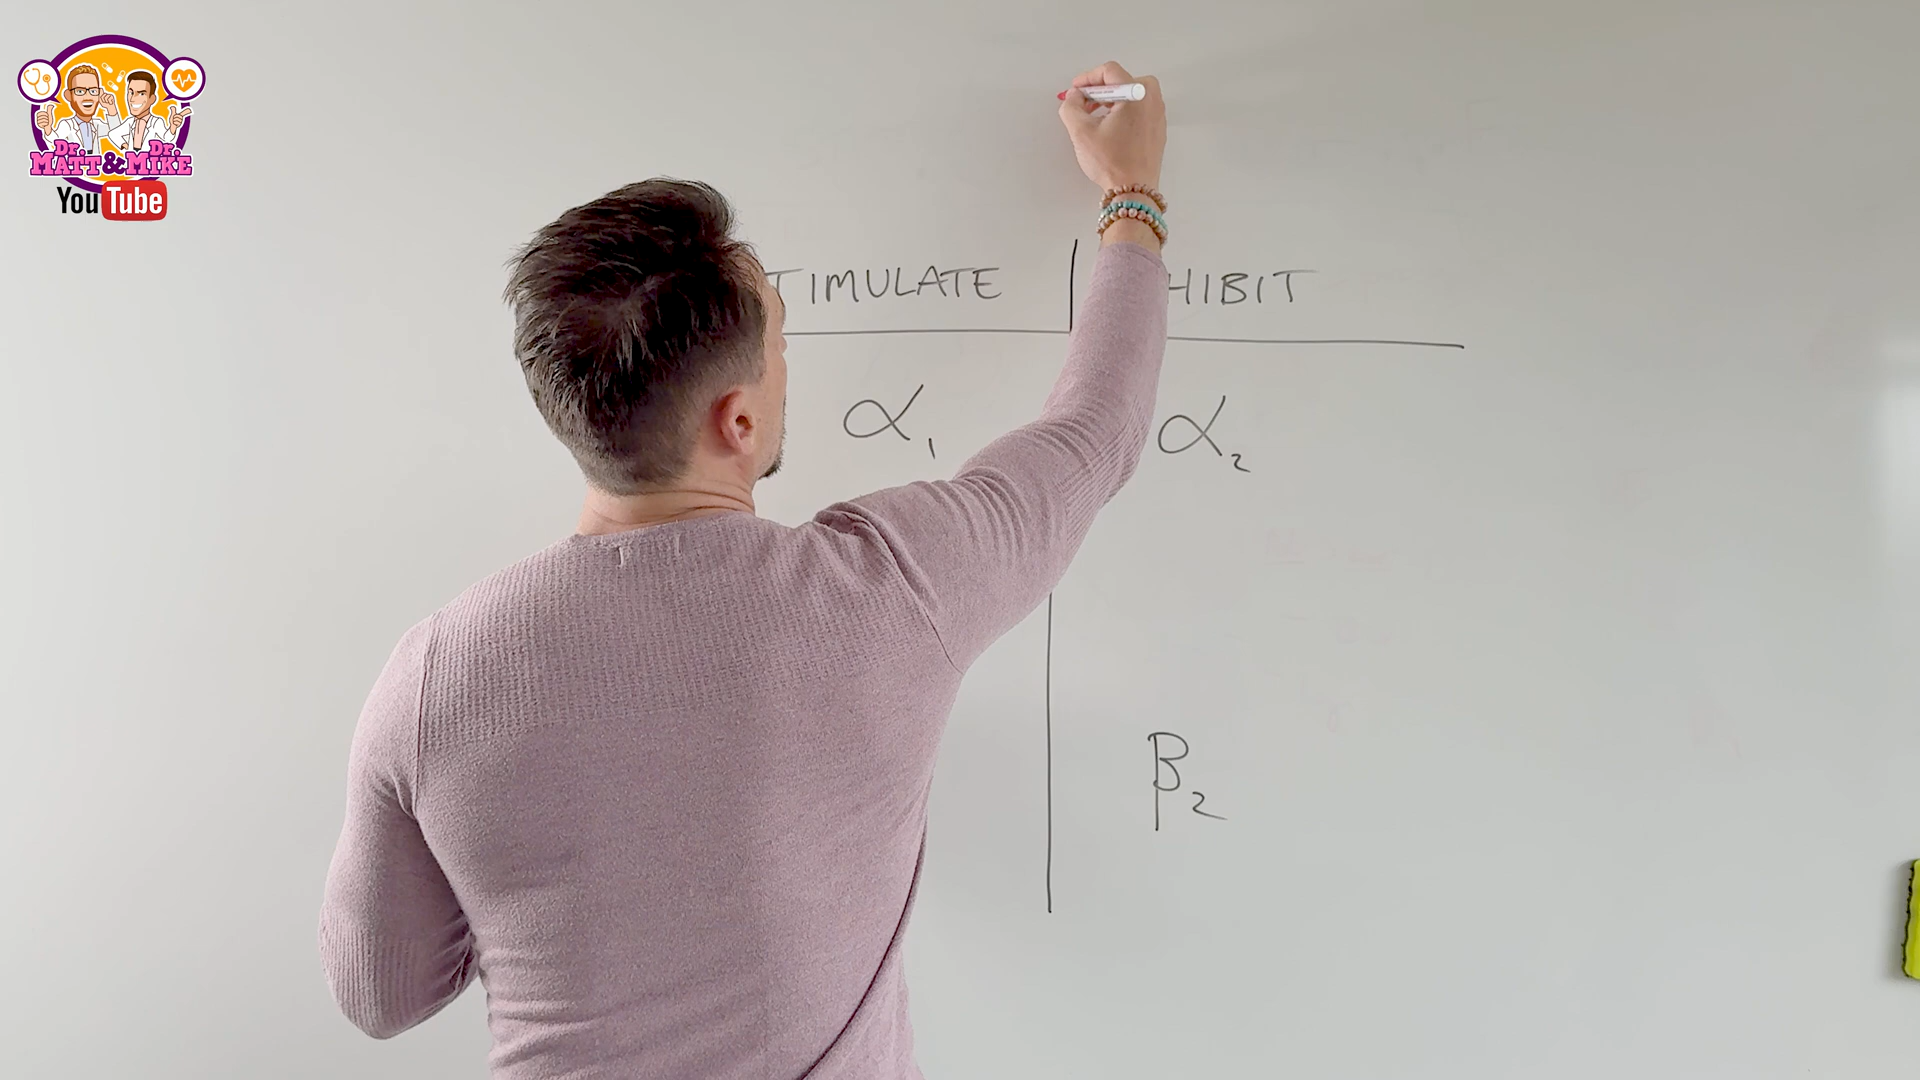 Dr. Dr.
MATT & MIKE
YouTube
TIMULATE HIBIT
α₁ α₂
β₂